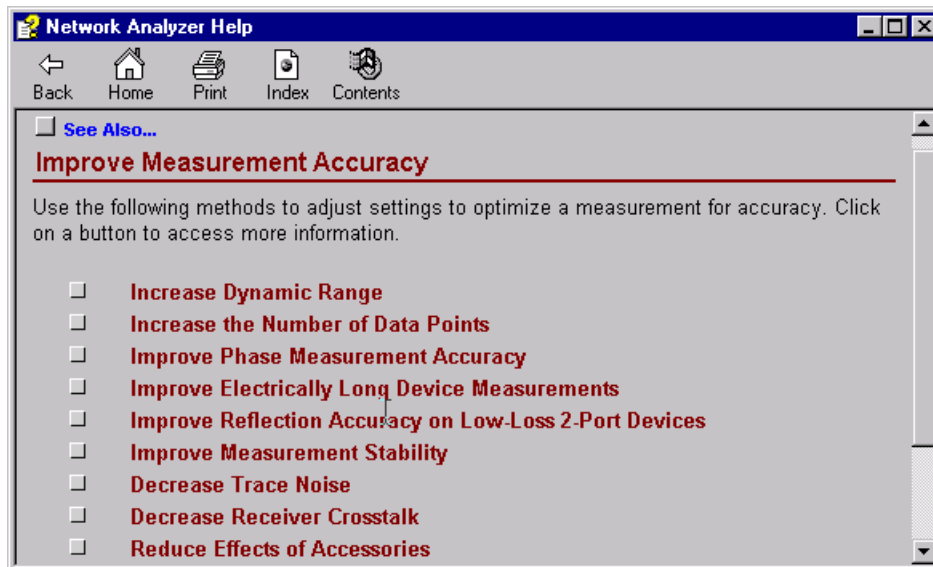 Network Analyzer Help
Back Home Print Index Contents
See Also...
Improve Measurement Accuracy
Use the following methods to adjust settings to optimize a measurement for accuracy. Click
on a button to access more information.
Increase Dynamic Range
Increase the Number of Data Points
Improve Phase Measurement Accuracy
Improve Electrically Long Device Measurements
Improve Reflection Accuracy on Low-Loss 2-Port Devices
Improve Measurement Stability
Decrease Trace Noise
Decrease Receiver Crosstalk
Reduce Effects of Accessories